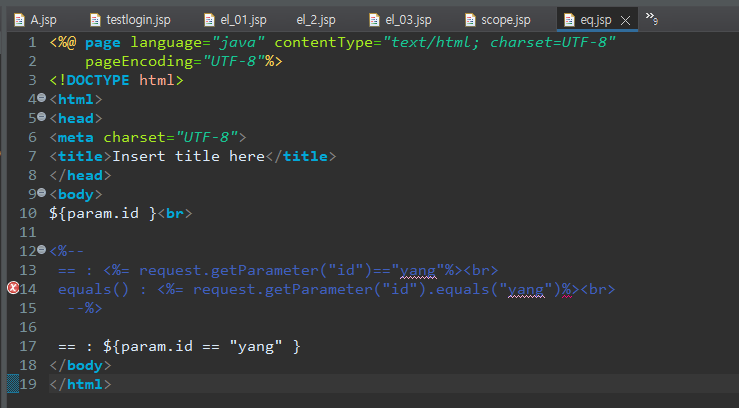 A.jsp testlogin.jsp el_01.jsp el_2.jsp el_03.jsp scope.jsp eq.jsp 9
1 <%@ page language="java" contentType="text/html; charset=UTF-8"
2     pageEncoding="UTF-8"%>
3 <!DOCTYPE html>
4 <html>
5 <head>
6 <meta charset="UTF-8">
7 <title>Insert title here</title>
8 </head>
9 <body>
10 ${param.id }<br>
11
12 <%--
13  == : <%= request.getParameter("id")=="yang"%><br>
14  equals() : <%= request.getParameter("id").equals("yang")%><br>
15   --%>
16
17  == : ${param.id == "yang" }
18 </body>
19 </html>